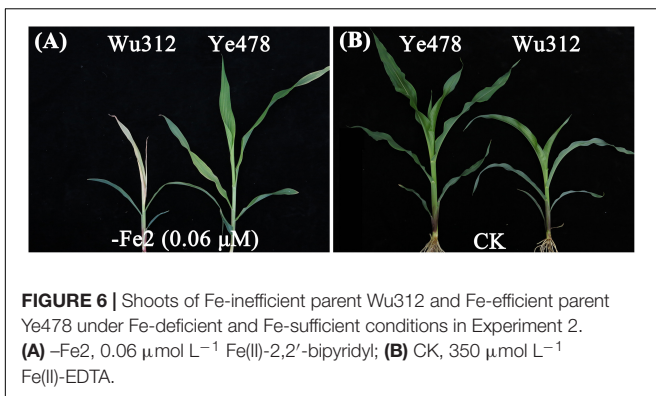 (A) Wu312 Ye478
-Fe2 (0.06 μM)
(B) Ye478 Wu312
CK
FIGURE 6 | Shoots of Fe-inefficient parent Wu312 and Fe-efficient parent
Ye478 under Fe-deficient and Fe-sufficient conditions in Experiment 2.
(A) –Fe2, 0.06 μmol L−1 Fe(II)-2,2′-bipyridyl; (B) CK, 350 μmol L−1
Fe(II)-EDTA.